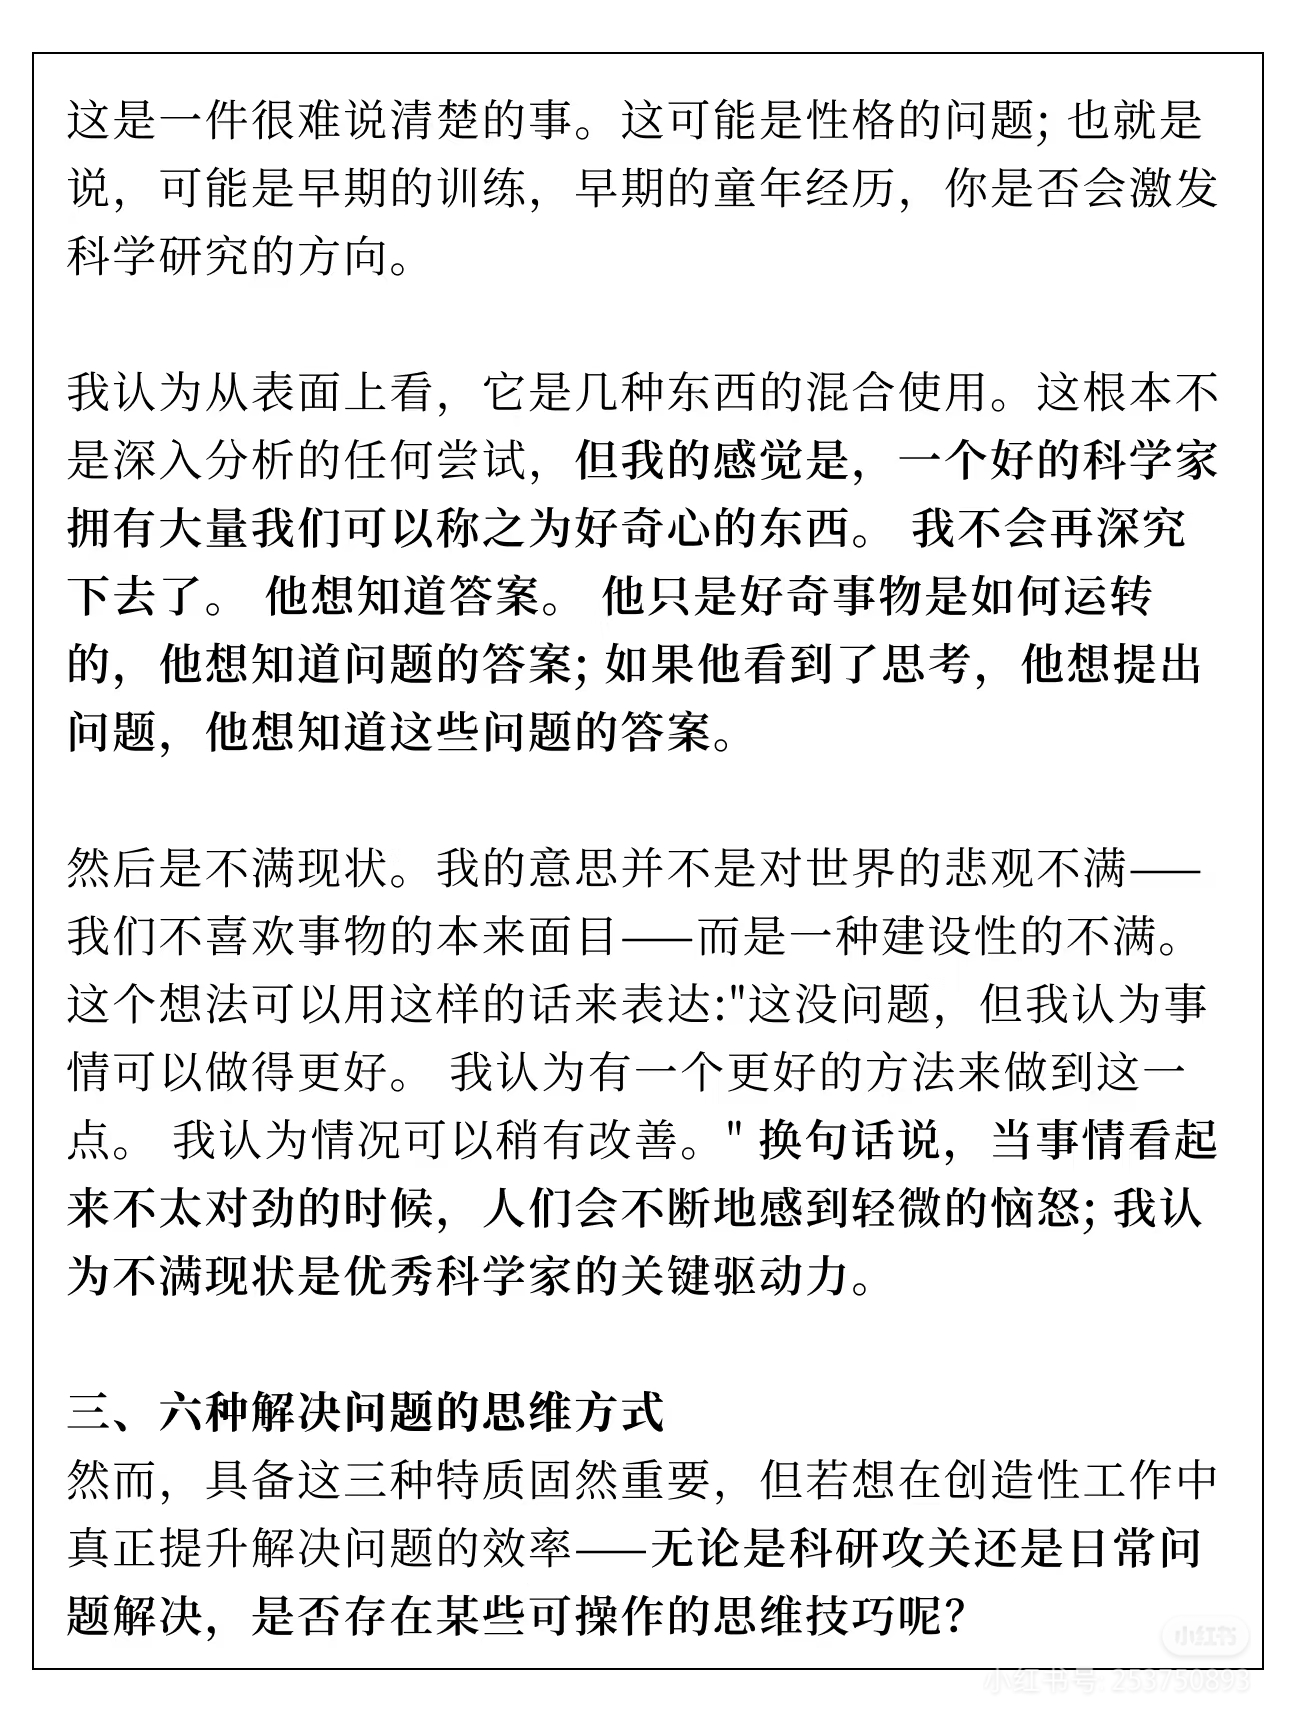 这是一件很难说清楚的事。这可能是性格的问题; 也就是
说，可能是早期的训练，早期的童年经历，你是否会激发
科学研究的方向。
我认为从表面上看，它是几种东西的混合使用。这根本不
是深入分析的任何尝试，但我的感觉是，一个好的科学家
拥有大量我们可以称之为好奇心的东西。 我不会再深究
下去了。 他想知道答案。 他只是好奇事物是如何运转
的，他想知道问题的答案; 如果他看到了思考，他想提出
问题，他想知道这些问题的答案。
然后是不满现状。我的意思并不是对世界的悲观不满——
我们不喜欢事物的本来面目——而是一种建设性的不满。
这个想法可以用这样的话来表达:"这没问题，但我认为事
情可以做得更好。 我认为有一个更好的方法来做到这一
点。 我认为情况可以稍有改善。" 换句话说，当事情看起
来不太对劲的时候，人们会不断地感到轻微的恼怒; 我认
为不满现状是优秀科学家的关键驱动力。
三、六种解决问题的思维方式
然而，具备这三种特质固然重要，但若想在创造性工作中
真正提升解决问题的效率——无论是科研攻关还是日常问
题解决，是否存在某些可操作的思维技巧呢？
小红书
小红书号: 253750893